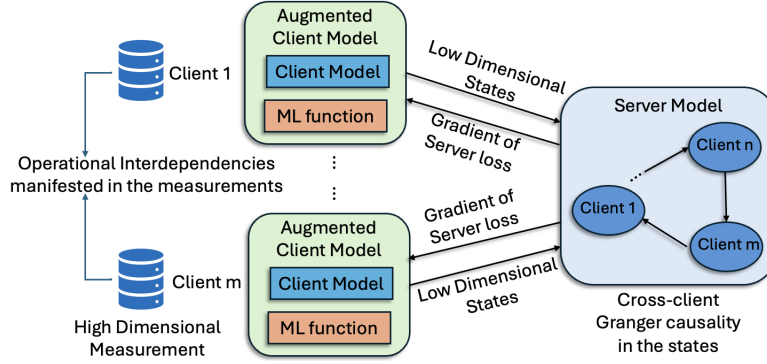 Augmented
Client Model
Client 1
Client Model
ML function
Low Dimensional
States
Gradient of
Server loss
Operational Interdependencies
manifested in the measurements
⋮
⋮
Server Model
Client n
...
Client 1
Client m
Gradient of
Server loss
Augmented
Client Model
Client m
Client Model
ML function
Low Dimensional
States
High Dimensional
Measurement
Cross-client
Granger causality
in the states